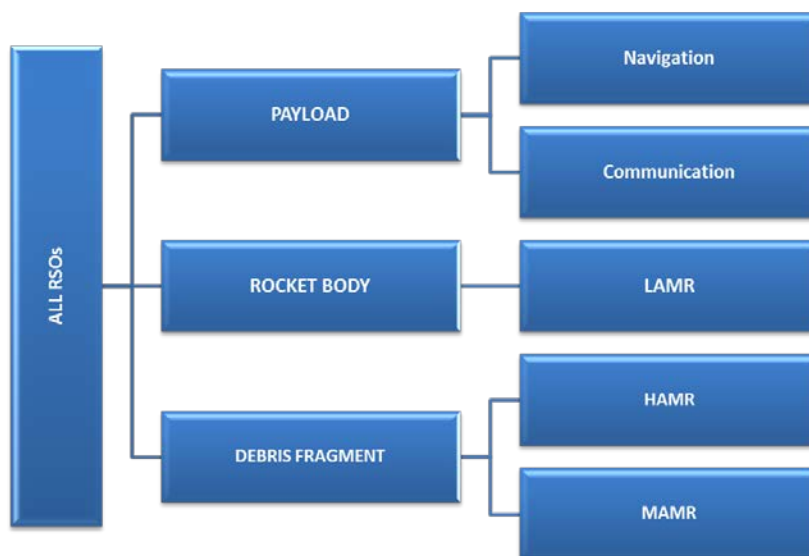 ALL RSOs
PAYLOAD
Navigation
Communication
ROCKET BODY
LAMR
DEBRIS FRAGMENT
HAMR
MAMR